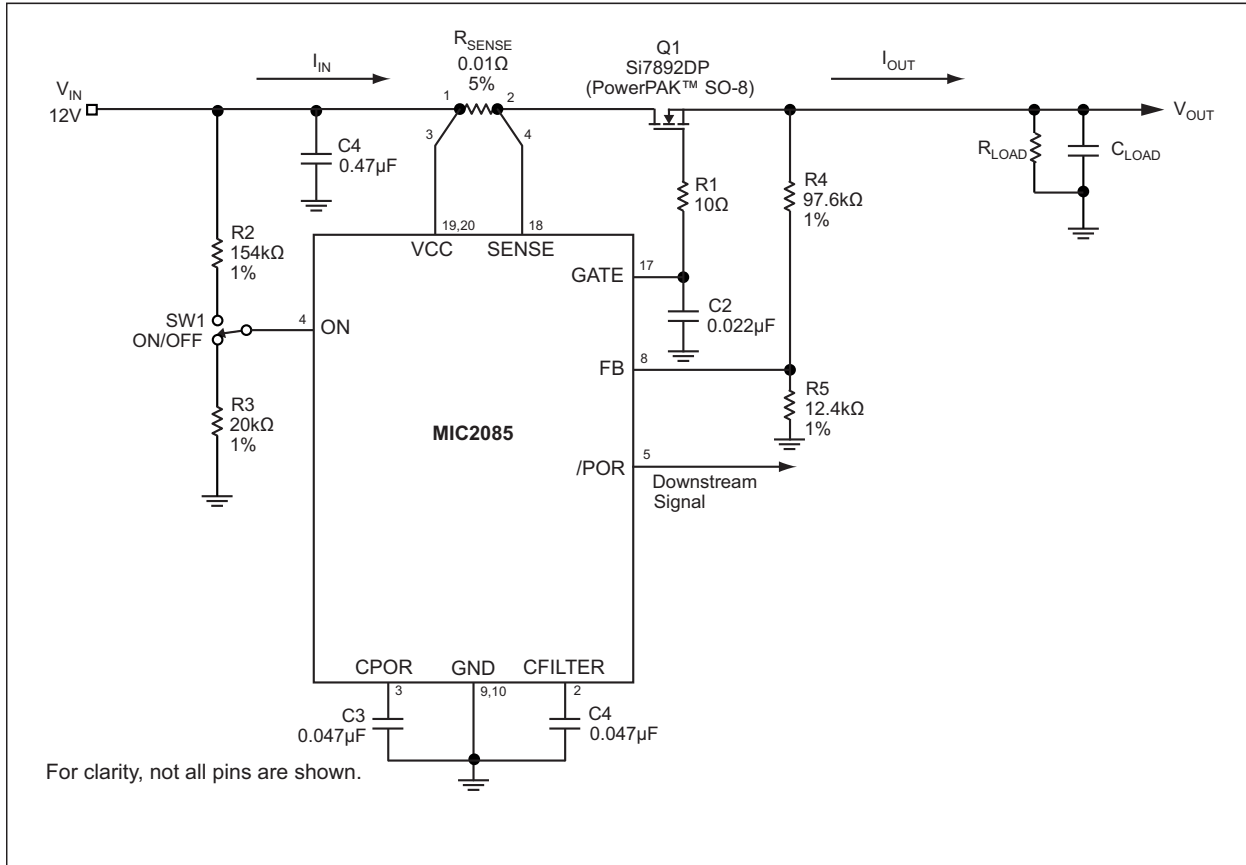 RSENSE
0.01Ω
5%
Q1
Si7892DP
(PowerPAK™ SO-8)
IIN
IOUT
VIN
12V
1
2
3
4
VOUT
C4
0.47µF
RLOAD
CLOAD
R1
10Ω
R4
97.6kΩ
1%
R2
154kΩ
1%
19,20
18
VCC
SENSE
GATE
17
C2
0.022µF
SW1
ON/OFF
4
ON
FB
8
R3
20kΩ
1%
R5
12.4kΩ
1%
MIC2085
/POR
5
Downstream
Signal
CPOR
GND
CFILTER
3
9,10
2
C3
0.047µF
C4
0.047µF
For clarity, not all pins are shown.